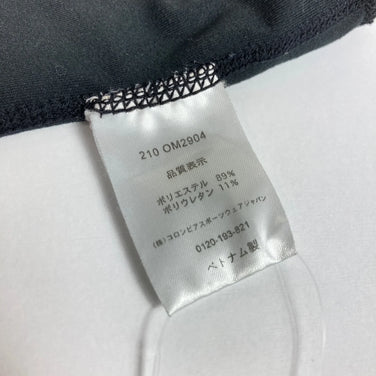 210 OM2904
品質表示
ポリエステル 89%
ポリウレタン 11%
(株)コロンビアスポーツウェアジャパン
0120-193-821
ベトナム製